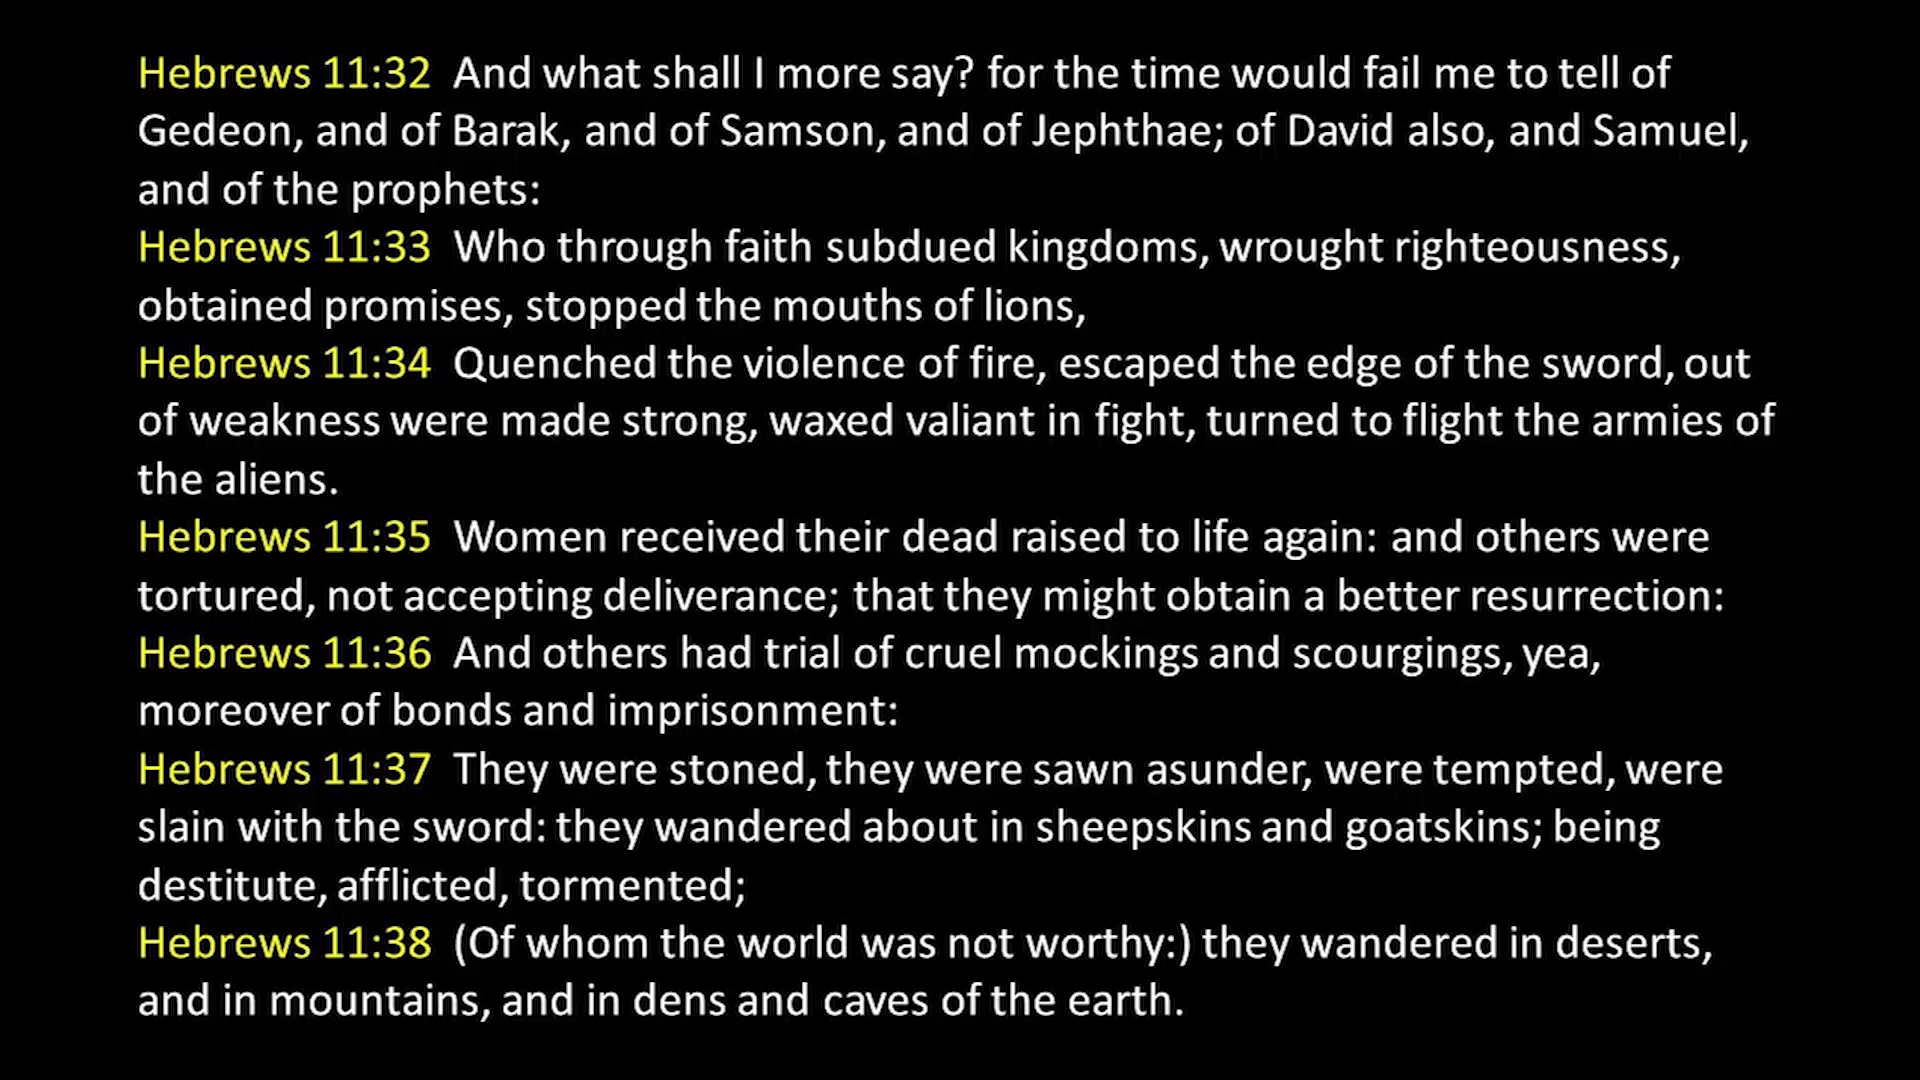 Hebrews 11:32 And what shall I more say? for the time would fail me to tell of
Gedeon, and of Barak, and of Samson, and of Jephthae; of David also, and Samuel,
and of the prophets:
Hebrews 11:33 Who through faith subdued kingdoms, wrought righteousness,
obtained promises, stopped the mouths of lions,
Hebrews 11:34 Quenched the violence of fire, escaped the edge of the sword, out
of weakness were made strong, waxed valiant in fight, turned to flight the armies of
the aliens.
Hebrews 11:35 Women received their dead raised to life again: and others were
tortured, not accepting deliverance; that they might obtain a better resurrection:
Hebrews 11:36 And others had trial of cruel mockings and scourgings, yea,
moreover of bonds and imprisonment:
Hebrews 11:37 They were stoned, they were sawn asunder, were tempted, were
slain with the sword: they wandered about in sheepskins and goatskins; being
destitute, afflicted, tormented;
Hebrews 11:38 (Of whom the world was not worthy:) they wandered in deserts,
and in mountains, and in dens and caves of the earth.